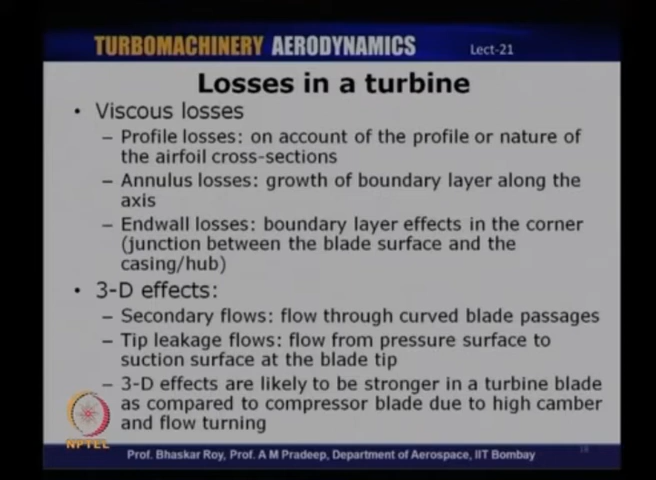 TURBOMACHINERY AERODYNAMICS Lect-21
Losses in a turbine
• Viscous losses
– Profile losses: on account of the profile or nature of
the airfoil cross-sections
– Annulus losses: growth of boundary layer along the
axis
– Endwall losses: boundary layer effects in the corner
(junction between the blade surface and the
casing/hub)
• 3-D effects:
– Secondary flows: flow through curved blade passages
– Tip leakage flows: flow from pressure surface to
suction surface at the blade tip
– 3-D effects are likely to be stronger in a turbine blade
as compared to compressor blade due to high camber
and flow turning
NPTEL
Prof. Bhaskar Roy, Prof. A M Pradeep, Department of Aerospace, IIT Bombay